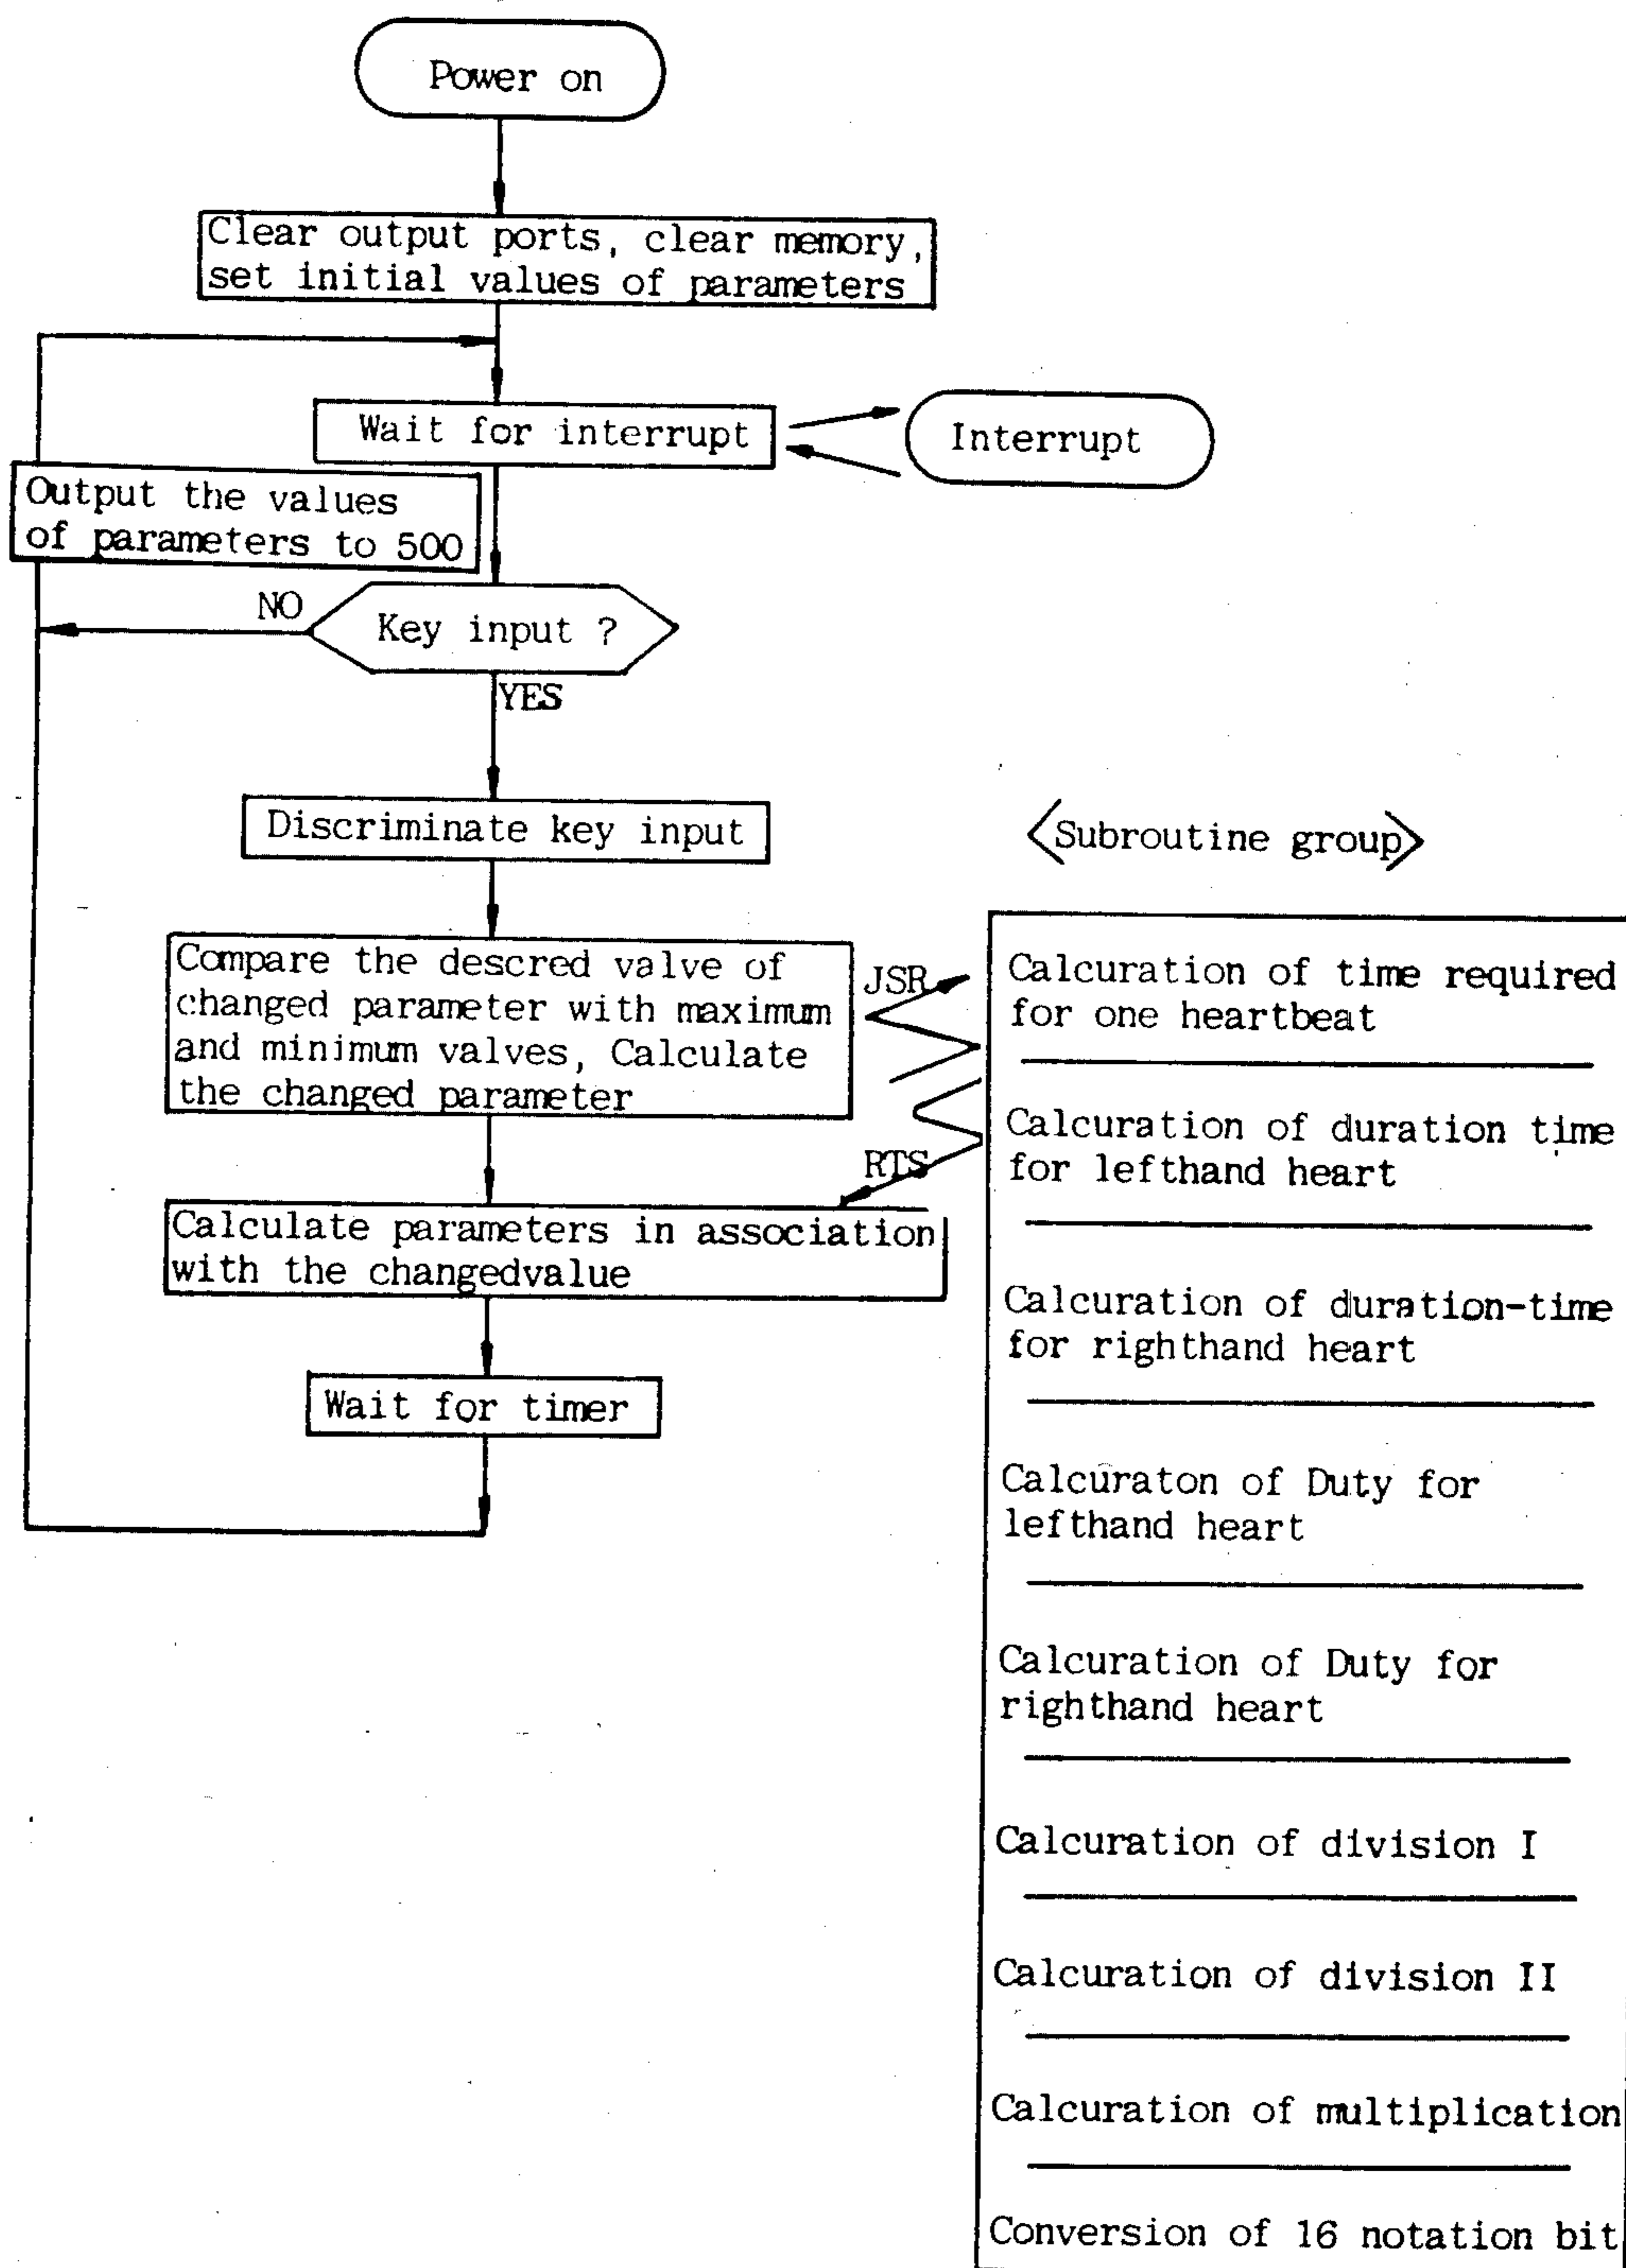 Power on
Clear output ports, clear memory,
set initial values of parameters
Wait for interrupt
Interrupt
Output the values
of parameters to 500
NO
Key input ?
YES
Discriminate key input
<Subroutine group>
Compare the descred valve of
changed parameter with maximum
and minimum valves, Calculate
the changed parameter
JSR
RTS
Calculate parameters in association
with the changedvalue
Wait for timer
Calcuration of time required
for one heartbeat
Calcuration of duration time
for lefthand heart
Calcuration of duration-time
for righthand heart
Calcuraton of Duty for
lefthand heart
Calcuration of Duty for
righthand heart
Calcuration of division I
Calcuration of division II
Calcuration of multiplication
Conversion of 16 notation bit